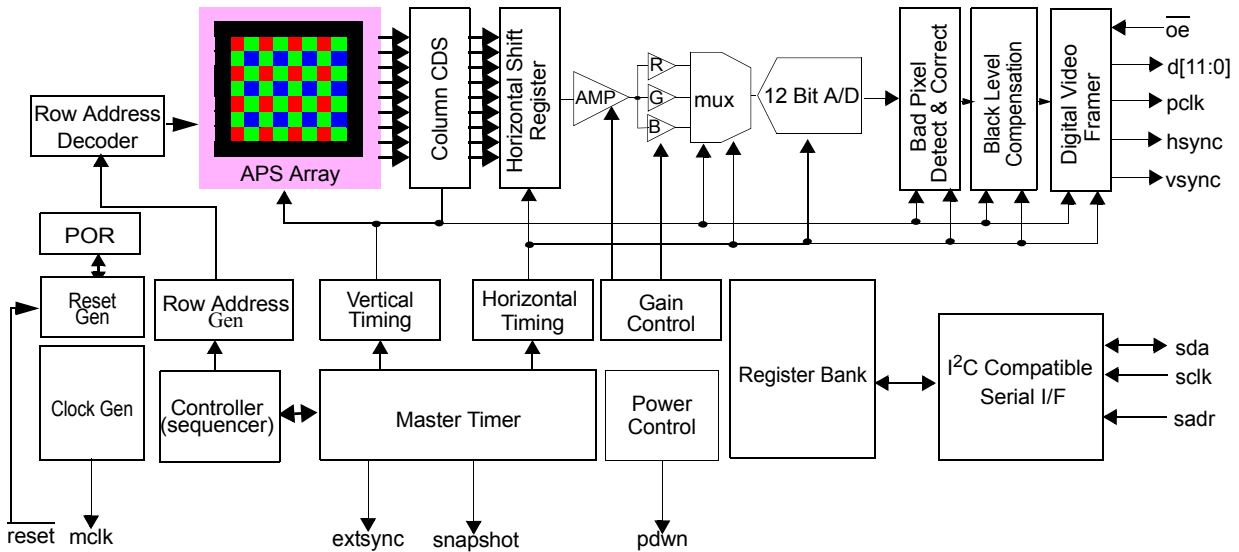 APS Array
Column CDS
Horizontal Shift
Register
AMP
R
G
B
mux
12 Bit A/D
Bad Pixel
Detect & Correct
Black Level
Compensation
Digital Video
Framer
oe
d[11:0]
pclk
hsync
vsync
Row Address
Decoder
POR
Reset
Gen
Row Address
Gen
Vertical
Timing
Horizontal
Timing
Gain
Control
Register Bank
I²C Compatible
Serial I/F
sda
sclk
sadr
Clock Gen
Controller
(sequencer)
Master Timer
Power
Control
reset
mclk
extsync
snapshot
pdwn